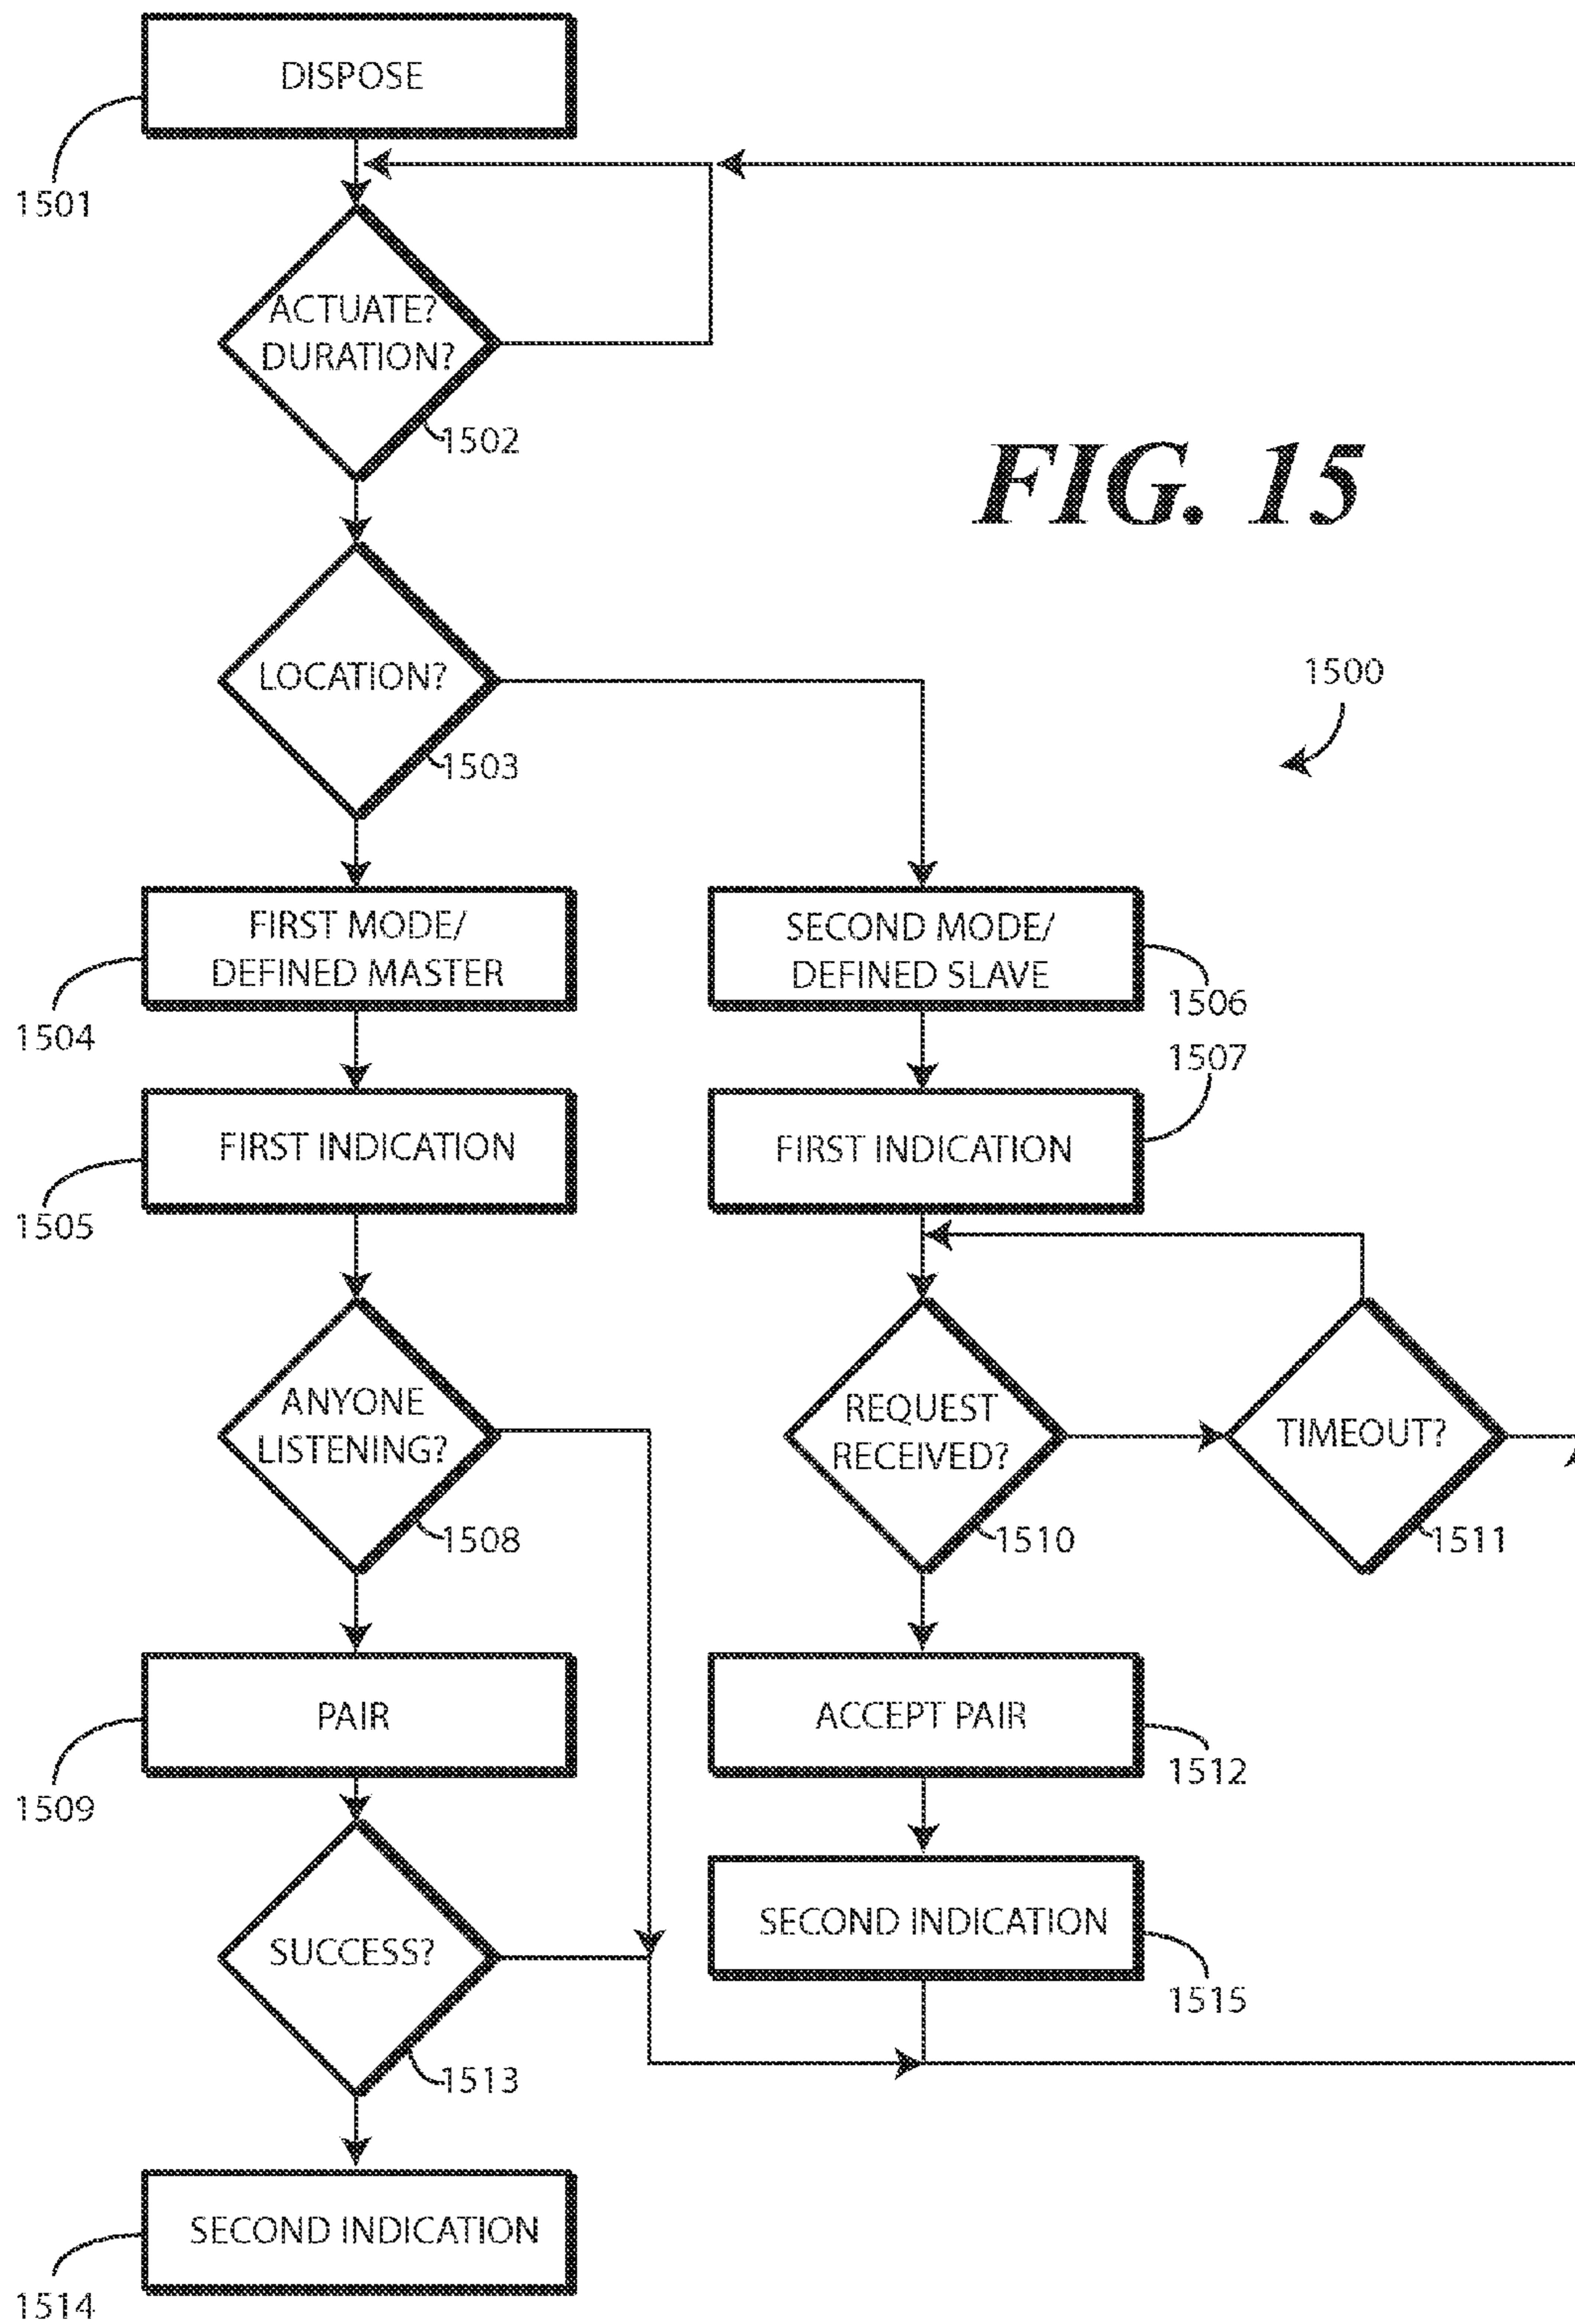 DISPOSE
1501
ACTUATE?
DURATION?
1502
FIG. 15
LOCATION?
1503
1500
FIRST MODE/
DEFINED MASTER
1504
SECOND MODE/
DEFINED SLAVE
1506
FIRST INDICATION
1505
1507
FIRST INDICATION
ANYONE
LISTENING?
1508
REQUEST
RECEIVED?
1510
TIMEOUT?
1511
PAIR
1509
ACCEPT PAIR
1512
SUCCESS?
1513
SECOND INDICATION
1515
SECOND INDICATION
1514